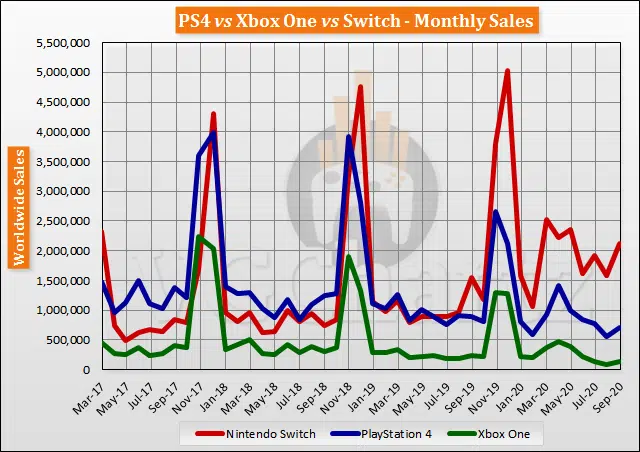 PS4 vs Xbox One vs Switch - Monthly Sales
5,500,000
5,000,000
4,500,000
4,000,000
3,500,000
3,000,000
2,500,000
2,000,000
1,500,000
1,000,000
500,000
0
Worldwide Sales
Mar-17
May-17
Jul-17
Sep-17
Nov-17
Jan-18
Mar-18
May-18
Jul-18
Sep-18
Nov-18
Jan-19
Mar-19
May-19
Jul-19
Sep-19
Nov-19
Jan-20
Mar-20
May-20
Jul-20
Sep-20
Nintendo Switch
PlayStation 4
Xbox One